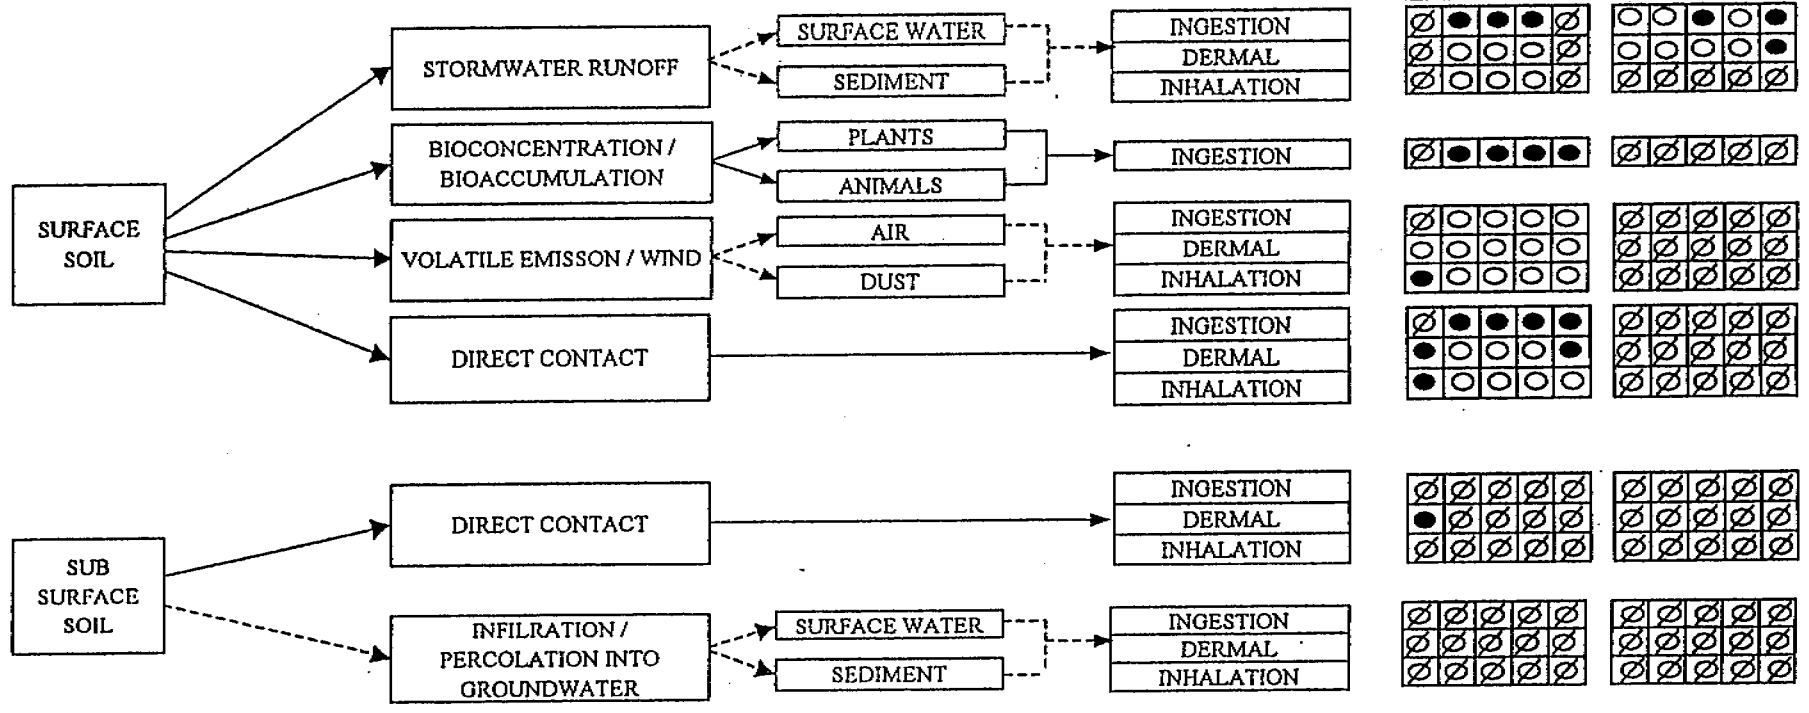 SURFACE
SOIL
STORMWATER RUNOFF
SURFACE WATER
SEDIMENT
INGESTION
DERMAL
INHALATION
BIOCONCENTRATION /
BIOACCUMULATION
PLANTS
ANIMALS
INGESTION
VOLATILE EMISSON / WIND
AIR
DUST
INGESTION
DERMAL
INHALATION
DIRECT CONTACT
INGESTION
DERMAL
INHALATION
SUB
SURFACE
SOIL
DIRECT CONTACT
INGESTION
DERMAL
INHALATION
INFILRATION /
PERCOLATION INTO
GROUNDWATER
SURFACE WATER
SEDIMENT
INGESTION
DERMAL
INHALATION